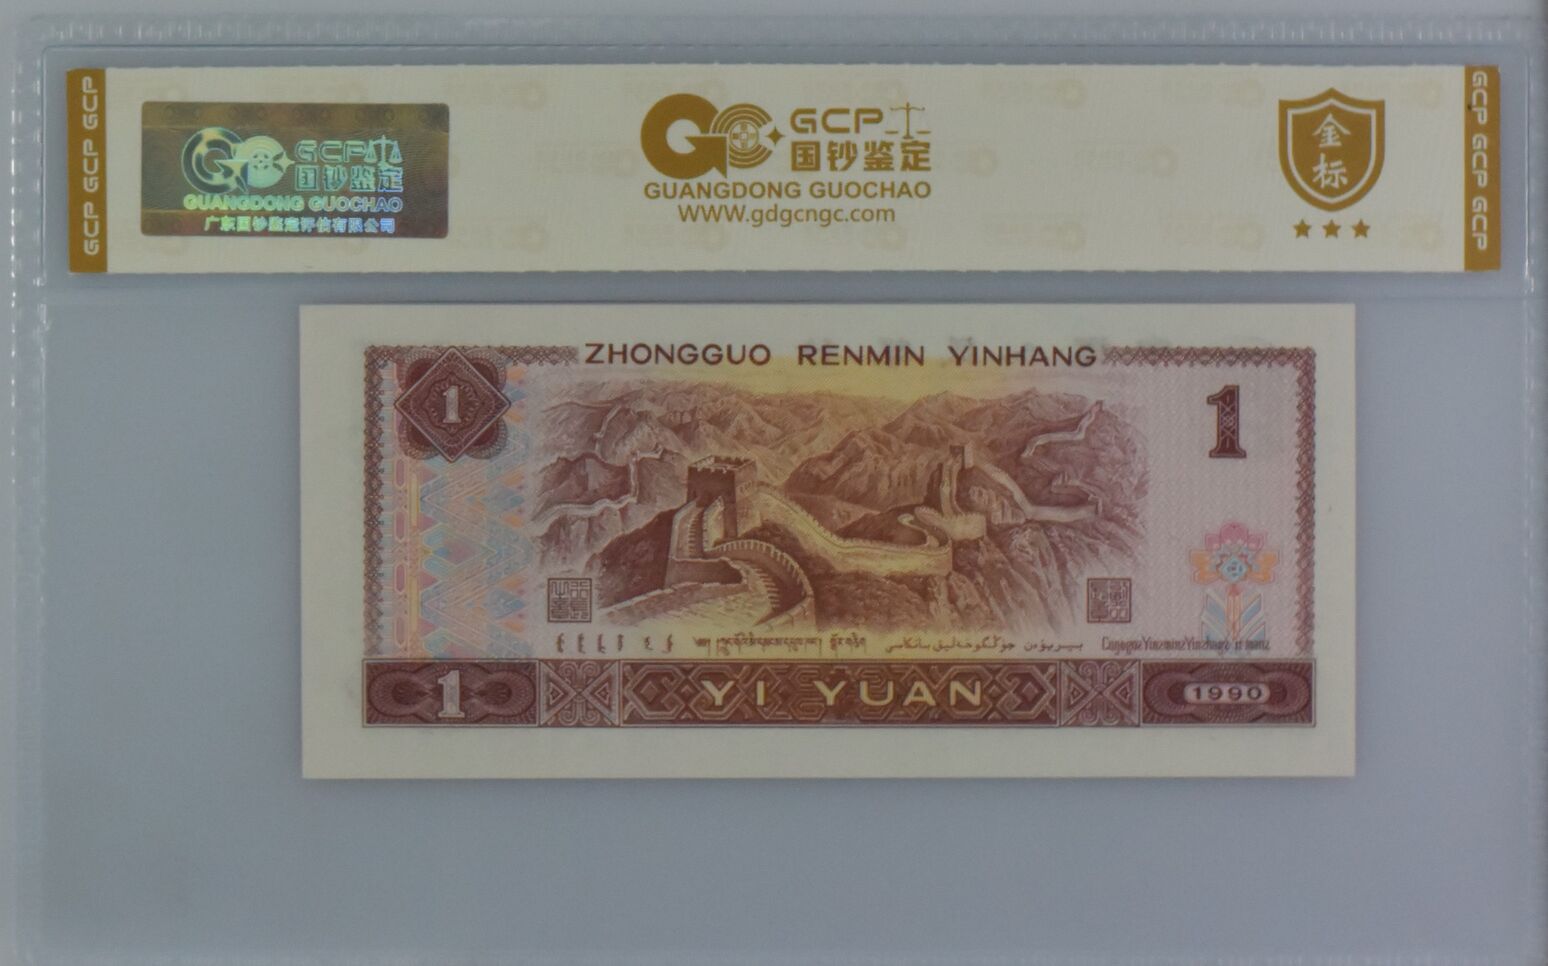 GCP GCP GCP
GCP
国钞鉴定
GUANGDONG GUOCHAO
广东国钞鉴定评估有限公司
GCP
国钞鉴定
GUANGDONG GUOCHAO
WWW.gdgcngc.com
金
标
GCP GCP GCP
ZHONGGUO RENMIN YINHANG
1
1
1
YI YUAN
1990